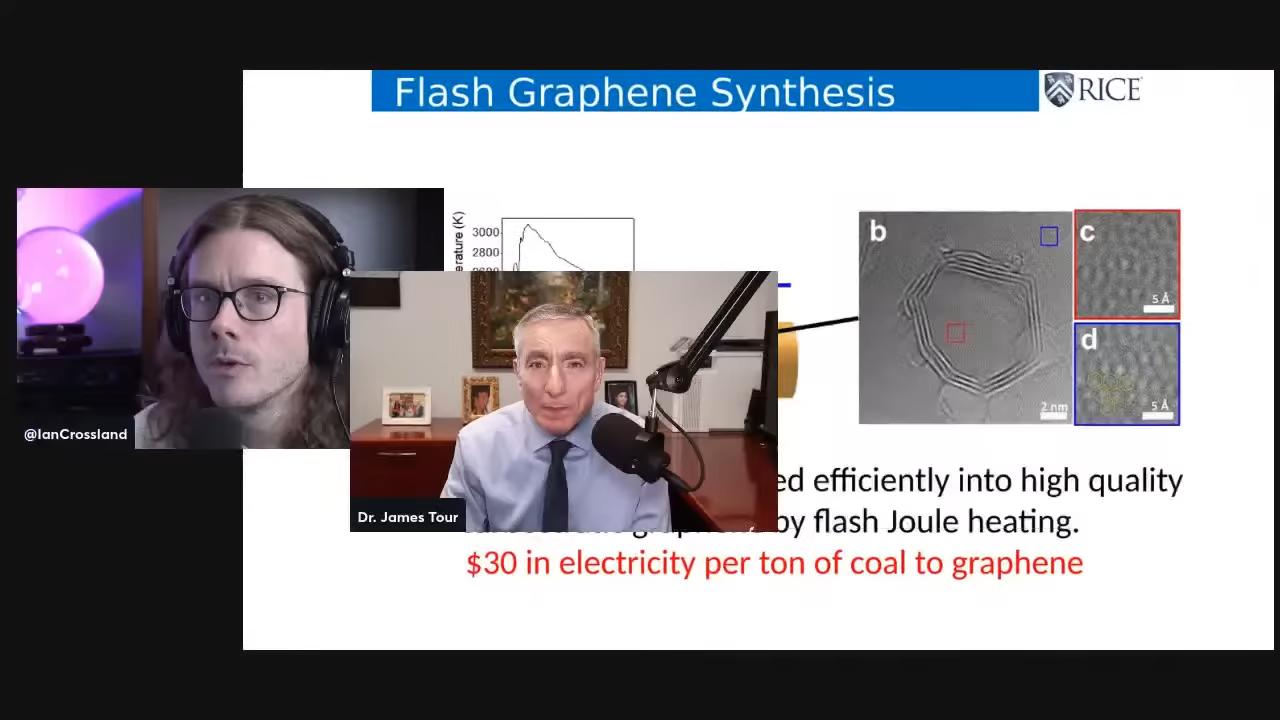 Flash Graphene Synthesis
RICE
3000
2800
b
c
5 Å
d
2 nm
5 Å
@IanCrossland
Dr. James Tour
efficiently into high quality
by flash Joule heating.
$30 in electricity per ton of coal to graphene